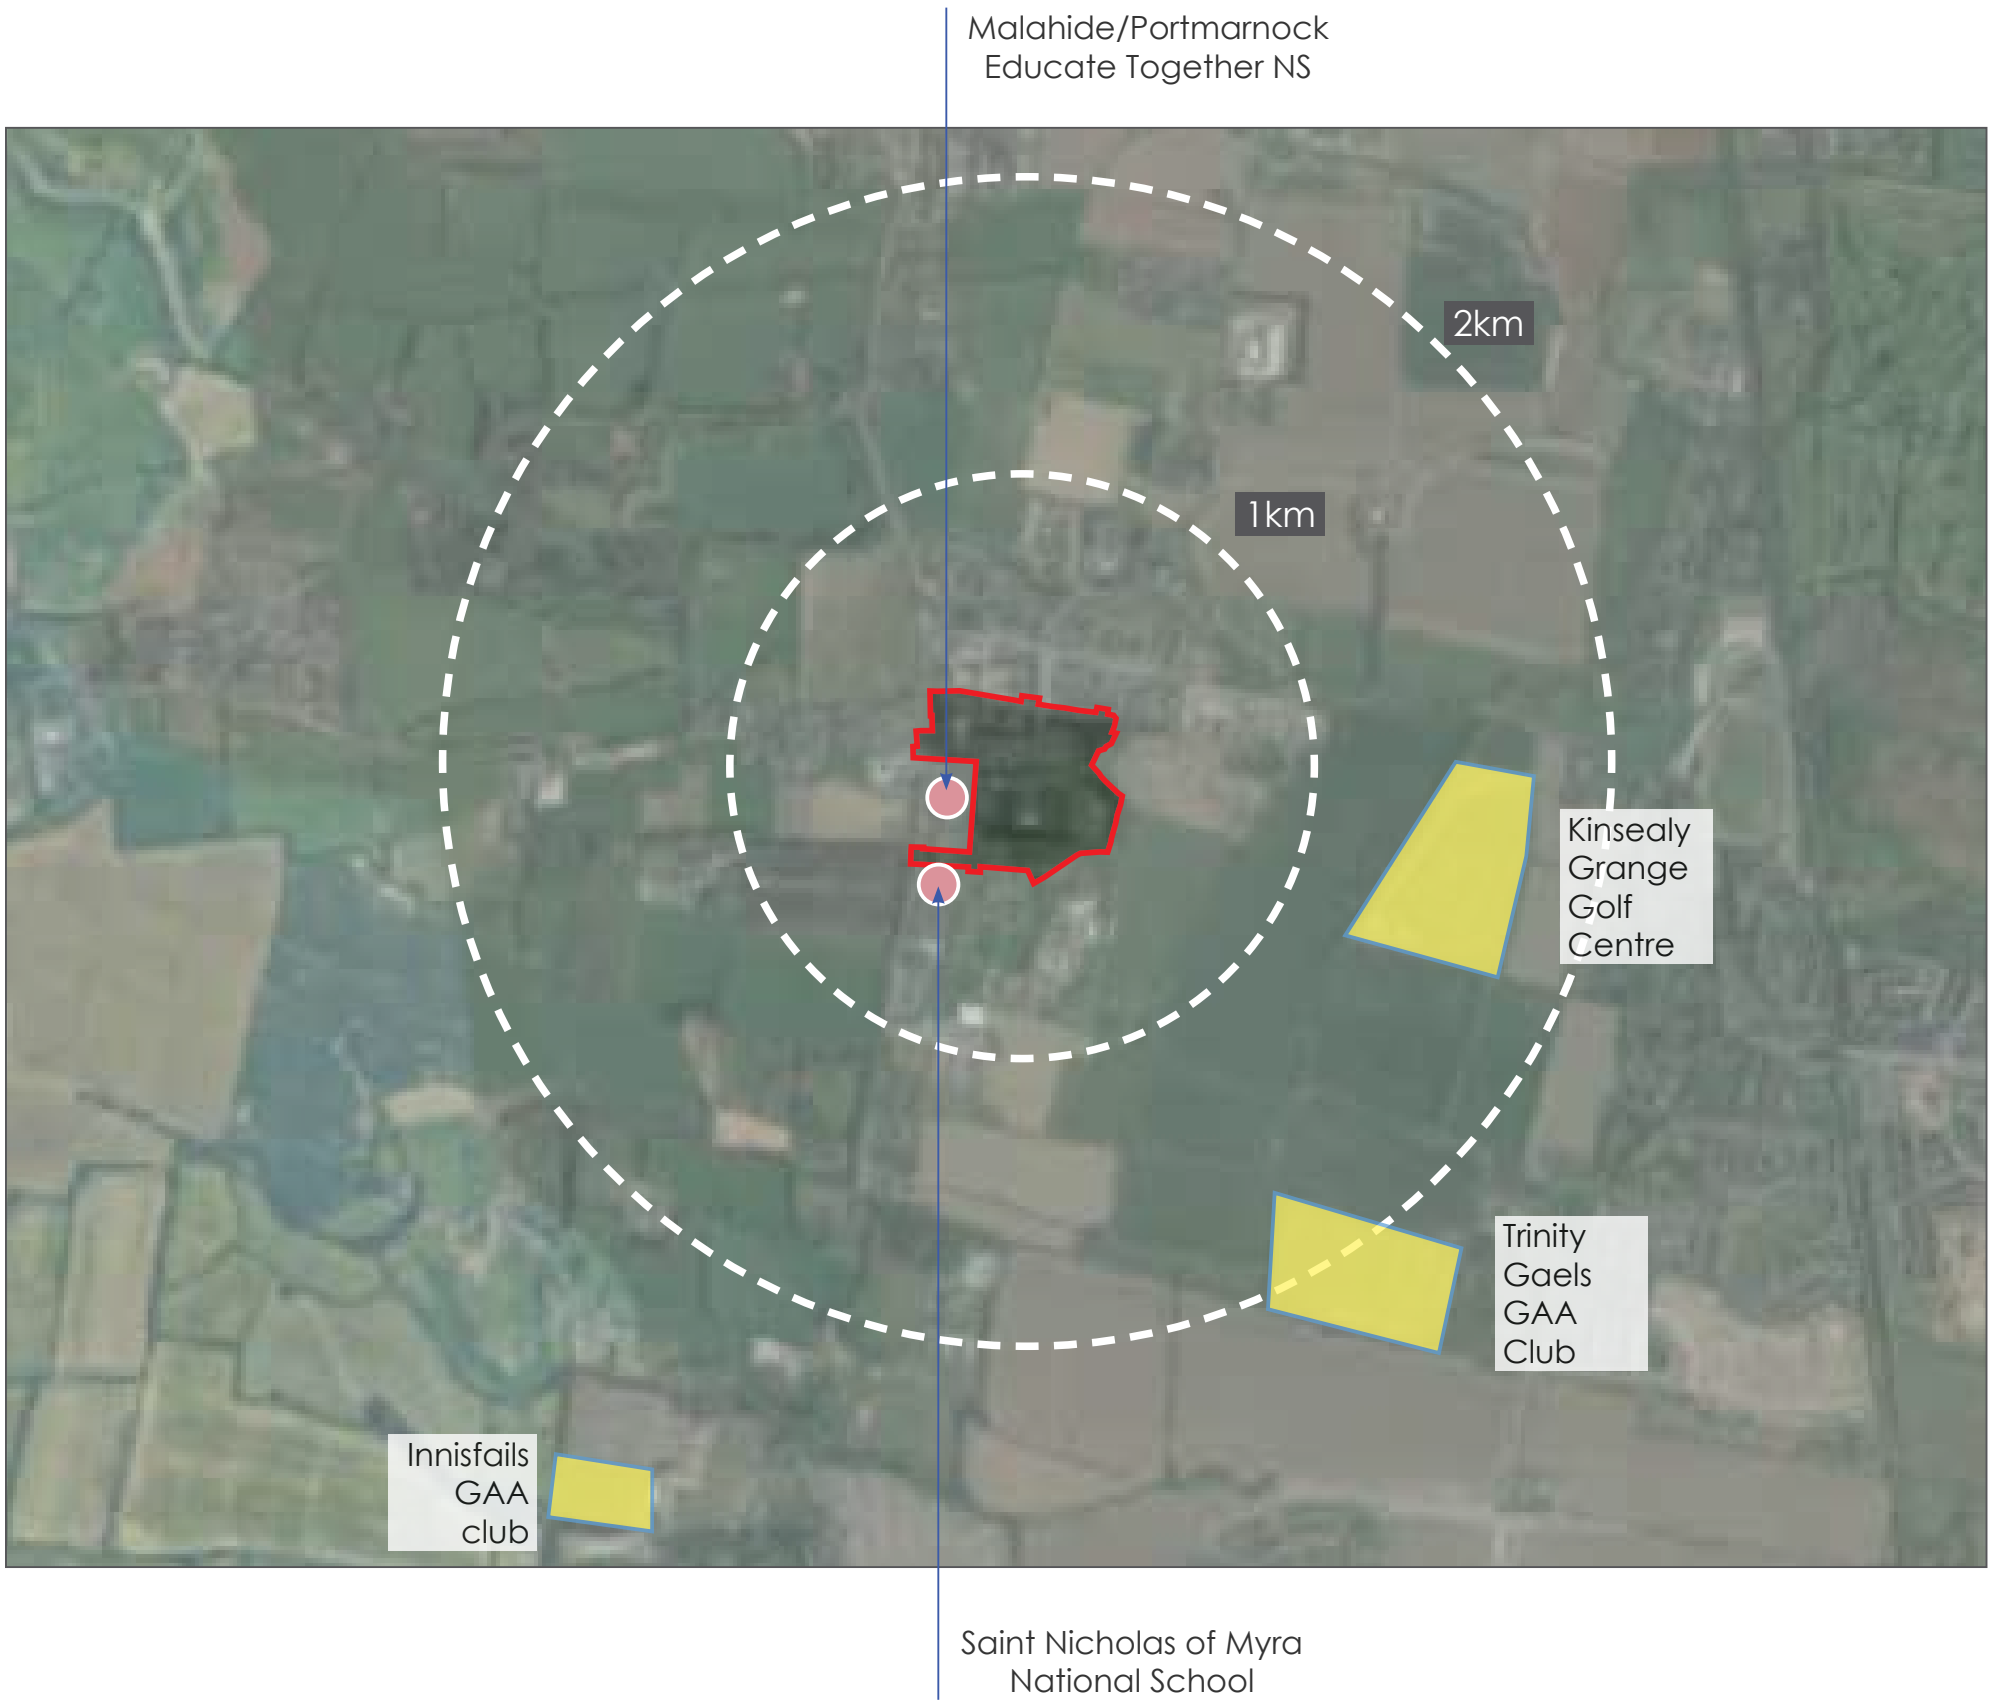 Malahide/Portmarnock
Educate Together NS
2km
1km
Kinsealy
Grange
Golf
Centre
Trinity
Gaels
GAA
Club
Innisfails
GAA
club
Saint Nicholas of Myra
National School